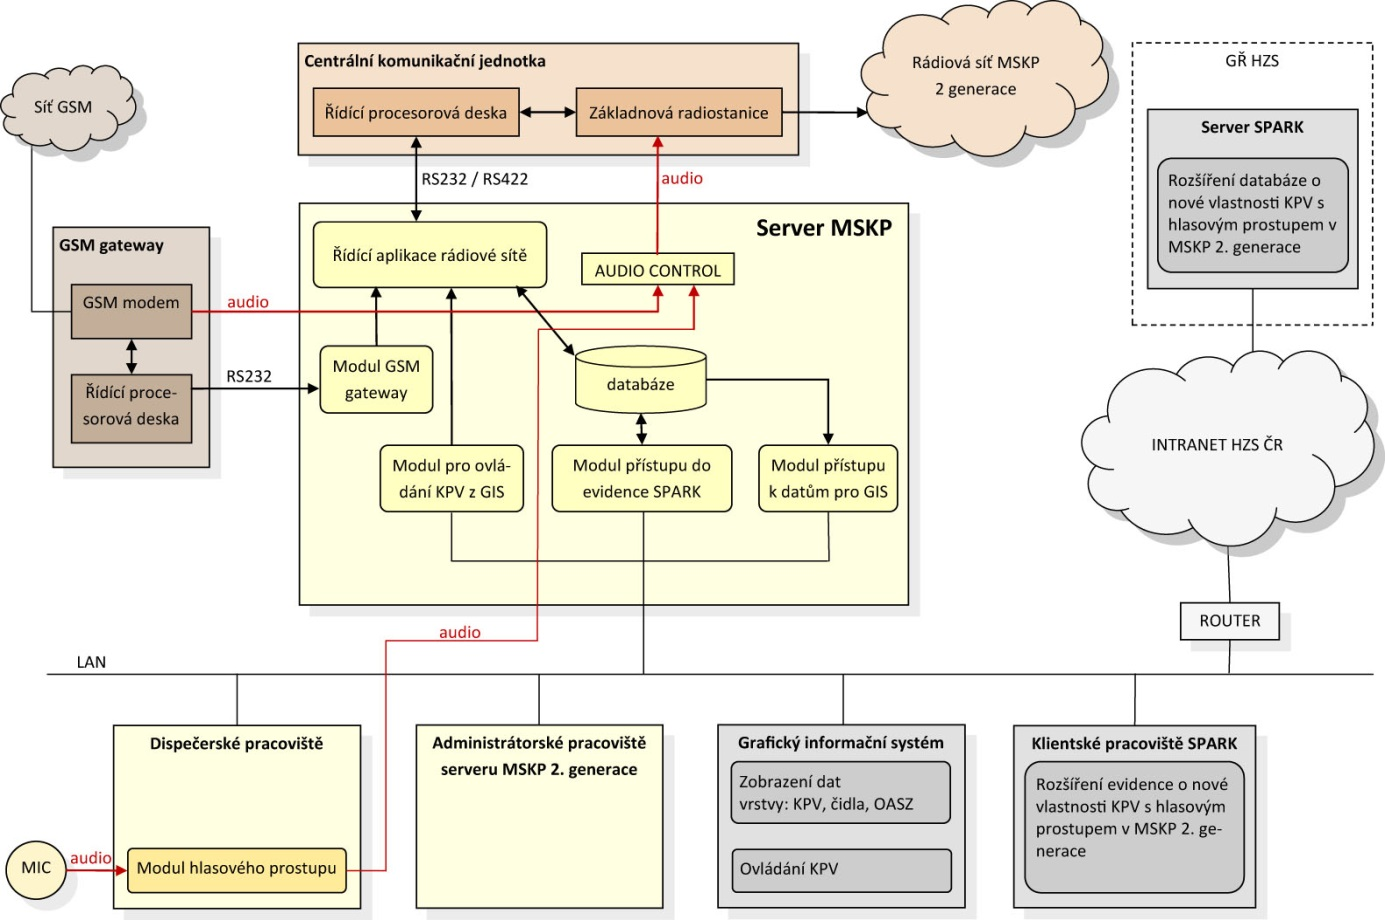 Centrální komunikační jednotka
Řídící procesorová deska
Základnová radiostanice
Rádiová síť MSKP
2 generace
GŘ HZS
Server SPARK
Rozšíření databáze o
nové vlastnosti KPV s
hlasovým prostupem v
MSKP 2. generace
Síť GSM
RS232 / RS422
audio
GSM gateway
GSM modem
audio
Řídící proce-
sorová deska
RS232
Server MSKP
Řídící aplikace rádiové sítě
AUDIO CONTROL
Modul GSM
gateway
databáze
Modul pro ovlá-
dání KPV z GIS
Modul přístupu do
evidence SPARK
Modul přístupu
k datům pro GIS
INTRANET HZS ČR
ROUTER
audio
LAN
Dispečerské pracoviště
MIC
audio
Modul hlasového prostupu
Administrátorské pracoviště
serveru MSKP 2. generace
Grafický informační systém
Zobrazení dat
vrstvy: KPV, čidla, OASZ
Ovládání KPV
Klientské pracoviště SPARK
Rozšíření evidence o nové
vlastnosti KPV s hlasovým
prostupem v MSKP 2. ge-
nerace